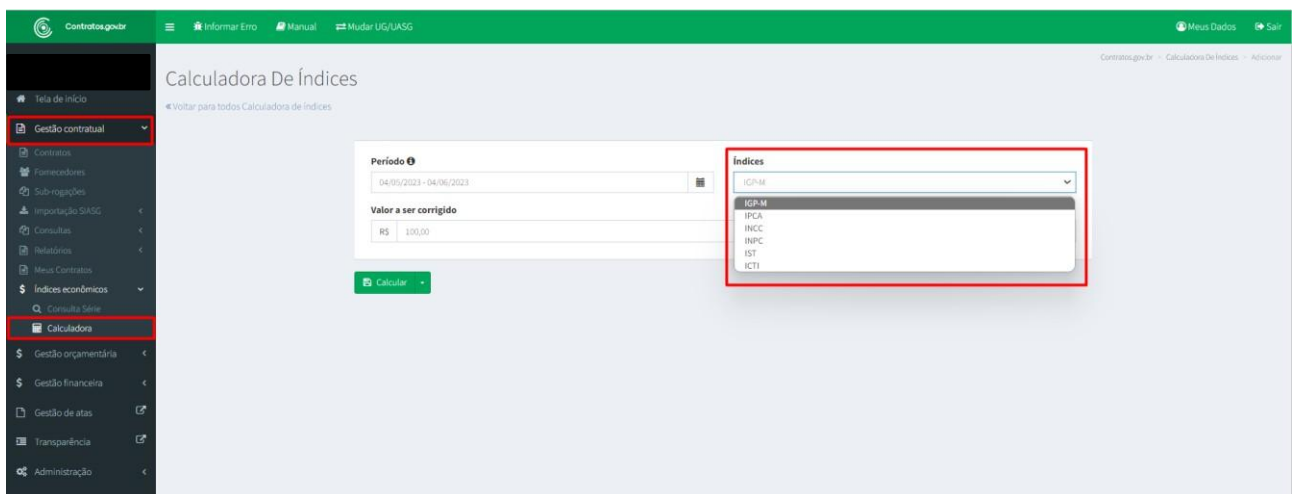 Contratos.gov.br
Informar Erro
Manual
Mudar UG/UASG
Meus Dados
Sair
Contratos.gov.br > Calculadora De Índices > Adicionar
Tela de início
Gestão contratual
Contratos
Fornecedores
Sub-rogações
Importação SIASG
Consultas
Relatórios
Meus Contratos
Índices econômicos
Consulta Série
Calculadora
Gestão orçamentária
Gestão financeira
Gestão de atas
Transparência
Administração
Calculadora De Índices
Voltar para todos Calculadora de índices
Período
04/05/2023 - 04/06/2023
Índices
IGP-M
IGP-M
IPCA
INCC
INPC
IST
ICTI
Valor a ser corrigido
R$ 100,00
Calcular